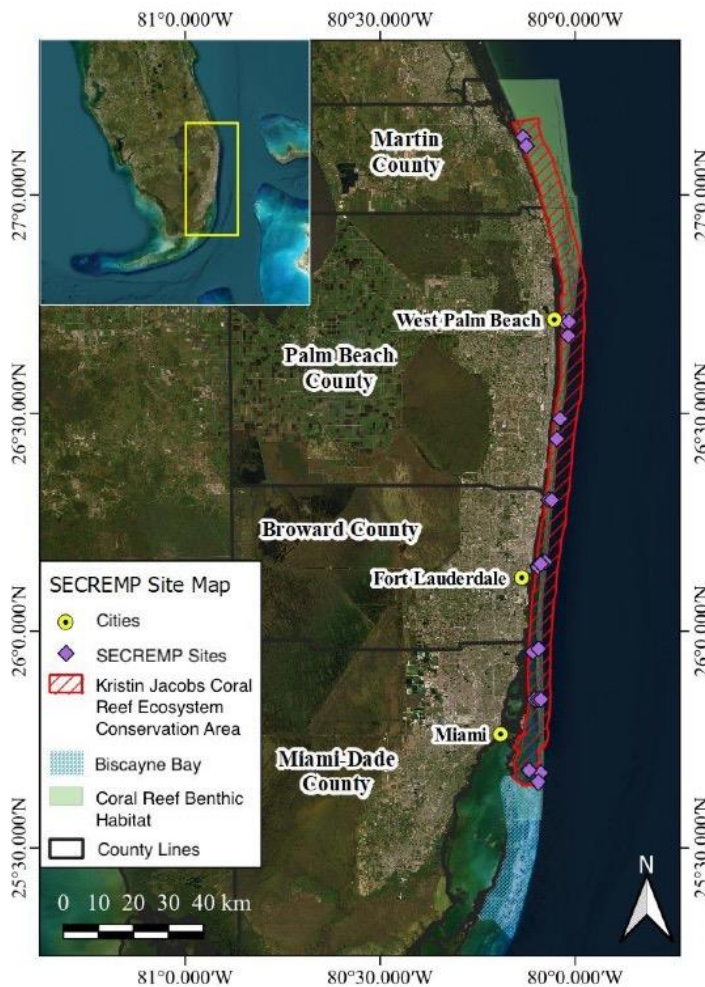 81°0.000'W 80°30.000'W 80°0.000'W
27°0.000'N
26°30.000'N
26°0.000'N
25°30.000'N
27°0.000'N
26°30.000'N
26°0.000'N
25°30.000'N
Martin
County
West Palm Beach
Palm Beach
County
Broward County
Fort Lauderdale
Miami
Miami-Dade
County
SECREMP Site Map
Cities
SECREMP Sites
Kristin Jacobs Coral
Reef Ecosystem
Conservation Area
Biscayne Bay
Coral Reef Benthic
Habitat
County Lines
0 10 20 30 40 km
N
81°0.000'W 80°30.000'W 80°0.000'W